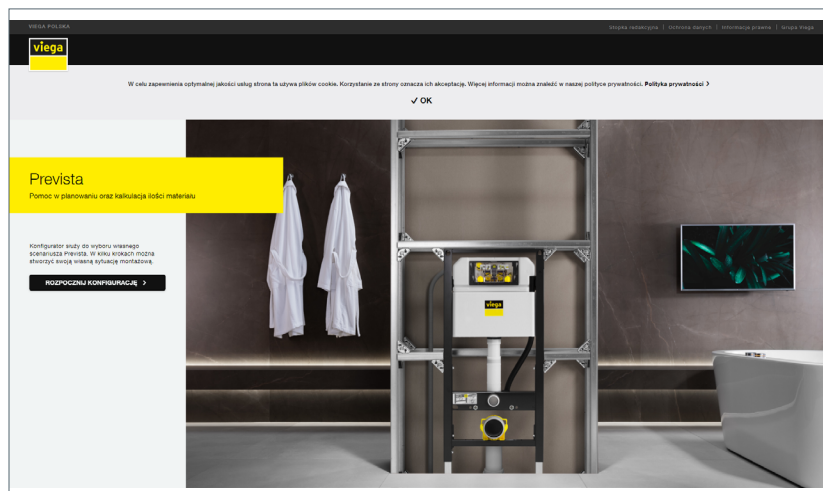 VIEGA POLSKA
Stopka redakcyjna | Ochrona danych | Informacje prawne | Grupa Viega
viega
W celu zapewnienia optymalnej jakości usług strona ta używa plików cookie. Korzystanie ze strony oznacza ich akceptację. Więcej informacji można znaleźć w naszej polityce prywatności. Polityka prywatności >
✓ OK
Prevista
Pomoc w planowaniu oraz kalkulacja ilości materiału
Konfigurator służy do wyboru własnego
scenariusza Prevista. W kilku krokach można
stworzyć swoją własną sytuację montażową.
ROZPOCZNIJ KONFIGURACJĘ >
viega